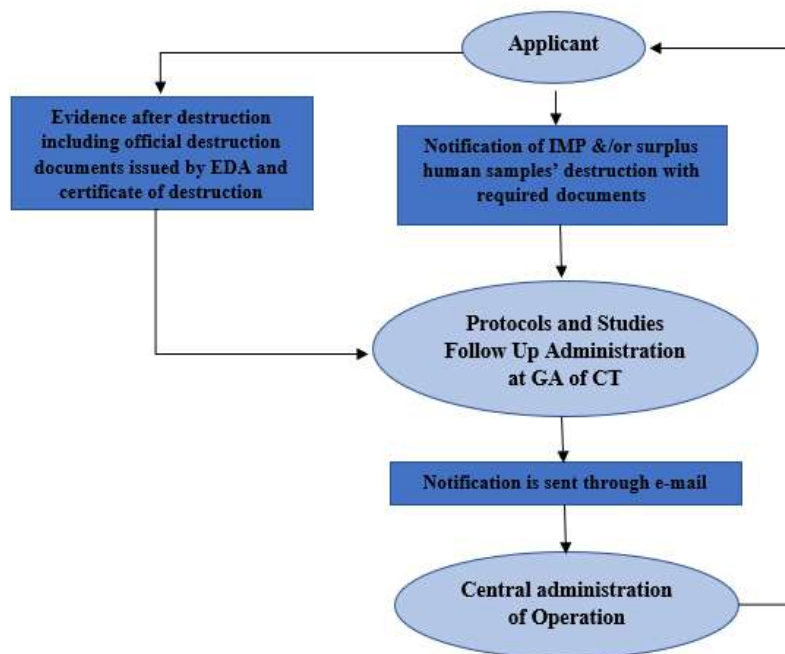 Applicant
Evidence after destruction
including official destruction
documents issued by EDA and
certificate of destruction
Notification of IMP &/or surplus
human samples’ destruction with
required documents
Protocols and Studies
Follow Up Administration
at GA of CT
Notification is sent through e-mail
Central administration
of Operation